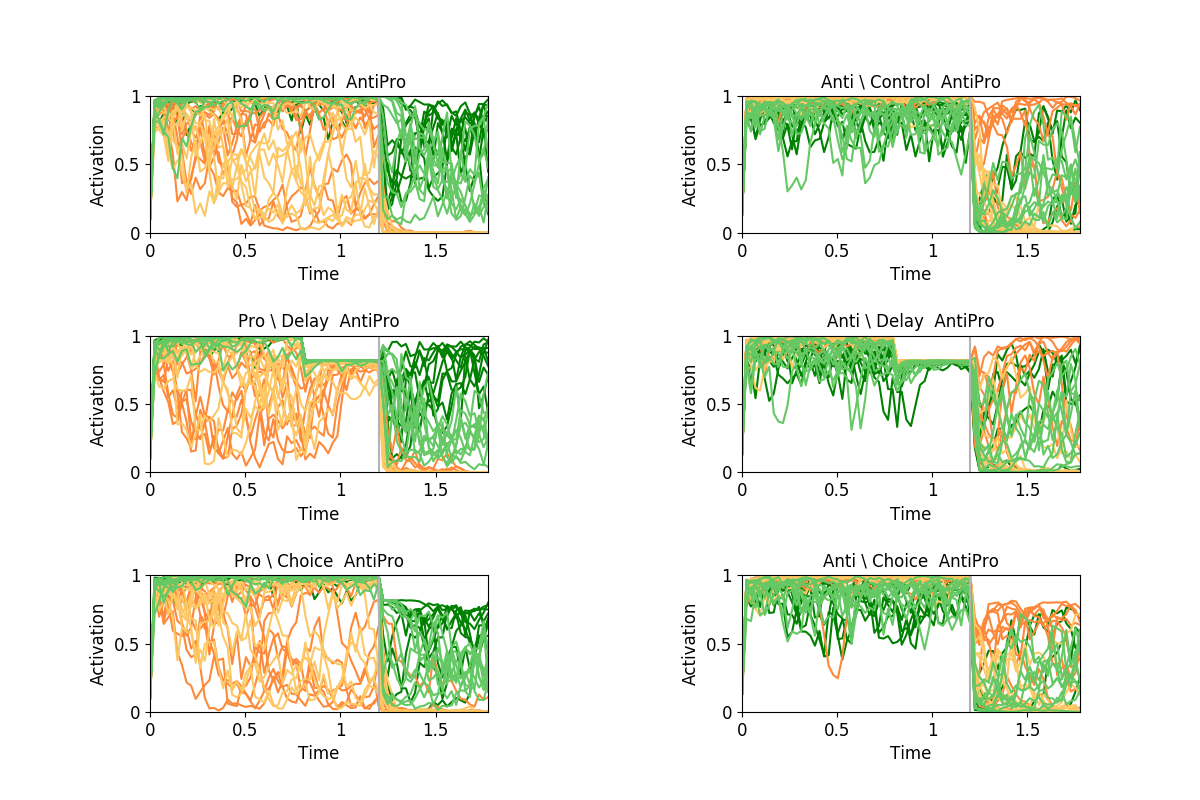 Pro \ Control  AntiPro
1
0.5
0
Activation
0 0.5 1 1.5
Time
Anti \ Control  AntiPro
1
0.5
0
Activation
0 0.5 1 1.5
Time
Pro \ Delay  AntiPro
1
0.5
0
Activation
0 0.5 1 1.5
Time
Anti \ Delay  AntiPro
1
0.5
0
Activation
0 0.5 1 1.5
Time
Pro \ Choice  AntiPro
1
0.5
0
Activation
0 0.5 1 1.5
Time
Anti \ Choice  AntiPro
1
0.5
0
Activation
0 0.5 1 1.5
Time